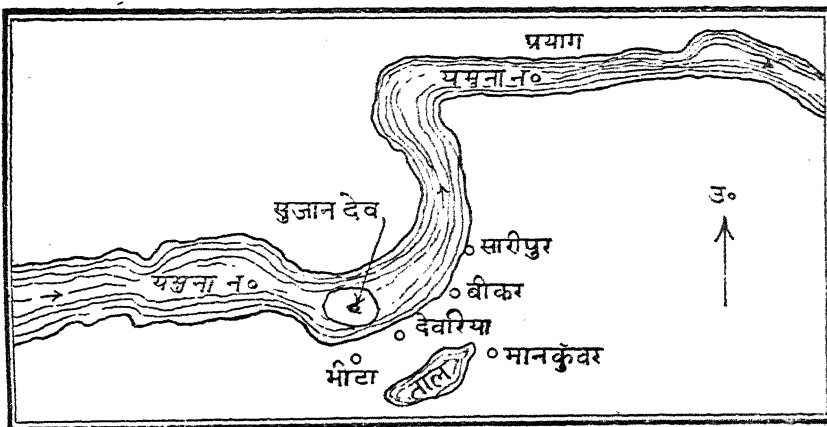 प्रयाग
यमुना न०
उ०
सुजान देव
सारीपुर
यमुना न०
बीकर
देवरिया
मानकुँवर
भीटा
ताल